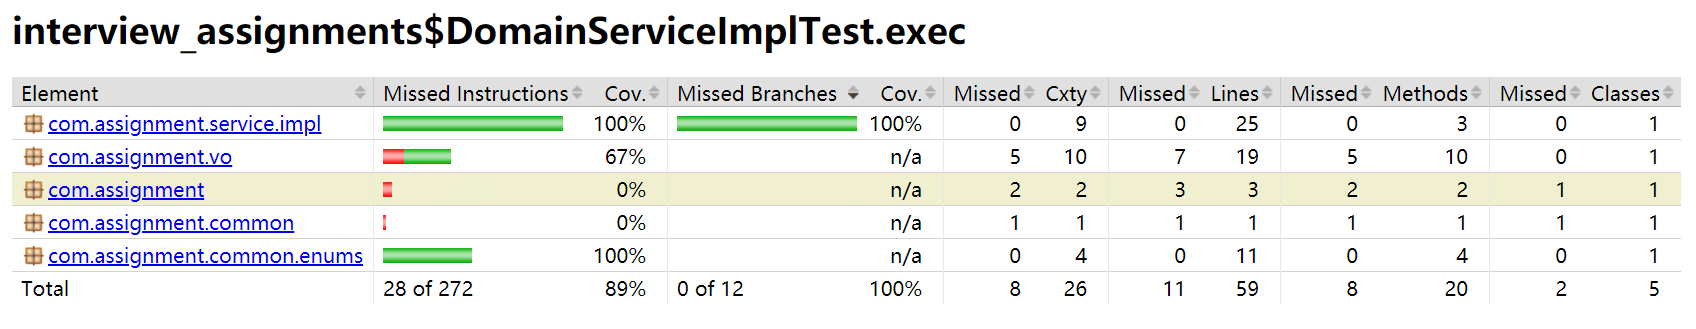 interview_assignments$DomainServiceImplTest.exec
Element Missed Instructions Cov. Missed Branches Cov. Missed Cxty Missed Lines Missed Methods Missed Classes
com.assignment.service.impl 100% 100% 0 9 0 25 0 3 0 1
com.assignment.vo 67% n/a 5 10 7 19 5 10 0 1
com.assignment 0% n/a 2 2 3 3 2 2 1 1
com.assignment.common 0% n/a 1 1 1 1 1 1 1 1
com.assignment.common.enums 100% n/a 0 4 0 11 0 4 0 1
Total 28 of 272 89% 0 of 12 100% 8 26 11 59 8 20 2 5